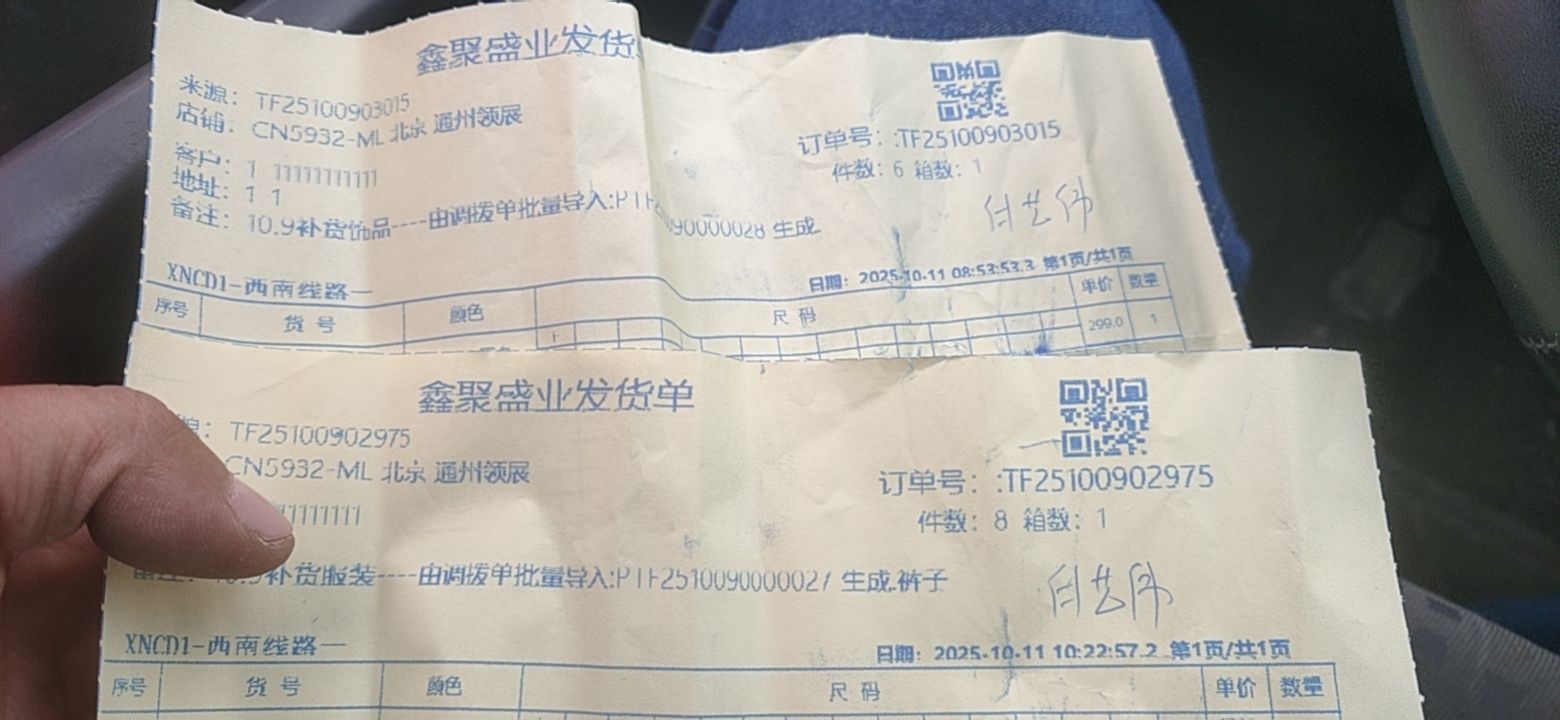 鑫聚盛业发货
来源：TF25100903015
店铺：CN5932-ML 北京 通州领展
订单号：:TF25100903015
客户：1 11111111111
件数：6 箱数：1
地址：1 1
备注：10.9补货饰品----由调拨单批量导入:PTF 090000028 生成.
XNCD1-西南线路一
日期：2025-10-11 08:53:53.3 第1页/共1页
序号 货号 颜色 尺码 单价 数量
299.0 1
鑫聚盛业发货单
源：TF25100902975
CN5932-ML 北京 通州领展
订单号：:TF25100902975
11111111
件数：8 箱数：1
补货服装----由调拨单批量导入:PTF2510090000027 生成.裤子
XNCD1-西南线路一
日期：2025-10-11 10:22:57.2 第1页/共1页
序号 货号 颜色 尺码 单价 数量